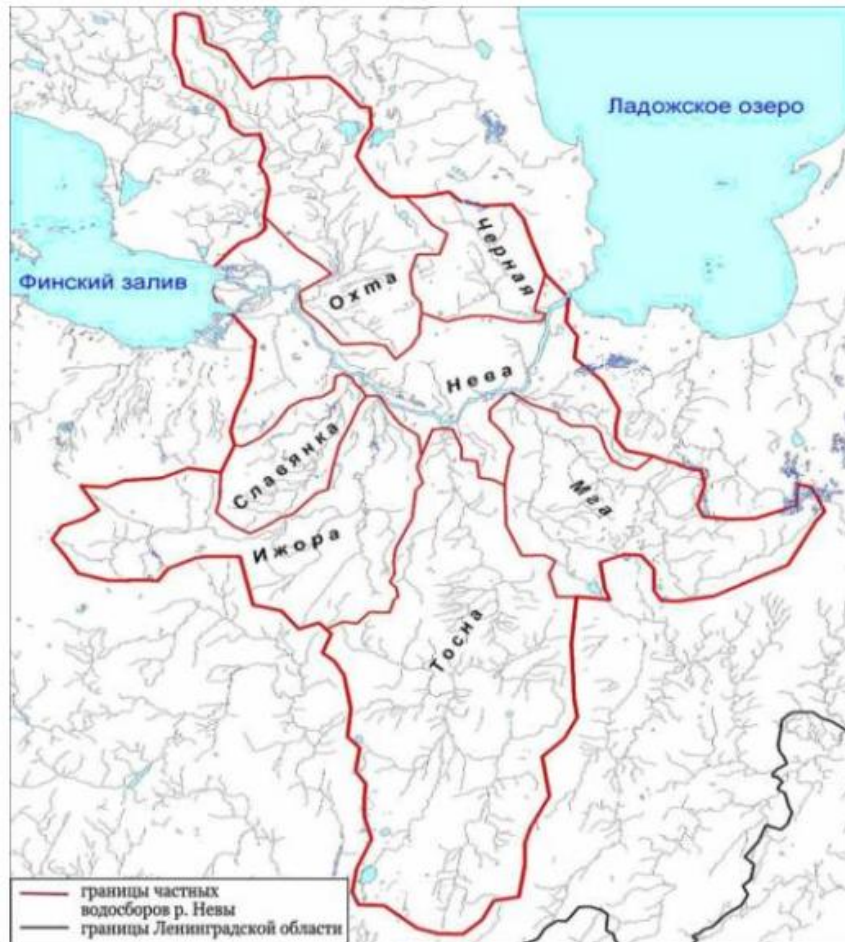 Ладожское озеро
Черная
Финский залив
Охта
Нева
Славянка
Мга
Ижора
Тосна
границы частных
водосборов р. Невы
границы Ленинградской области